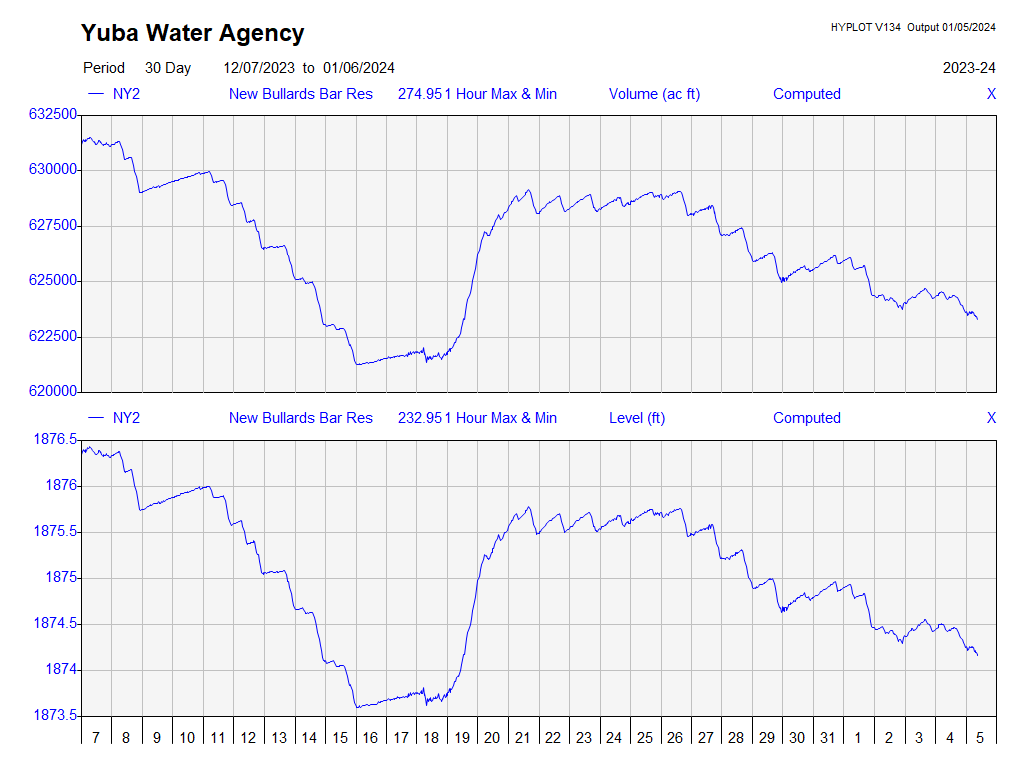 Yuba Water Agency
HYPLOT V134 Output 01/05/2024
Period 30 Day 12/07/2023 to 01/06/2024 2023-24
NY2 New Bullards Bar Res 274.95 1 Hour Max & Min Volume (ac ft) Computed X
632500
630000
627500
625000
622500
620000
NY2 New Bullards Bar Res 232.95 1 Hour Max & Min Level (ft) Computed X
1876.5
1876
1875.5
1875
1874.5
1874
1873.5
7 8 9 10 11 12 13 14 15 16 17 18 19 20 21 22 23 24 25 26 27 28 29 30 31 1 2 3 4 5